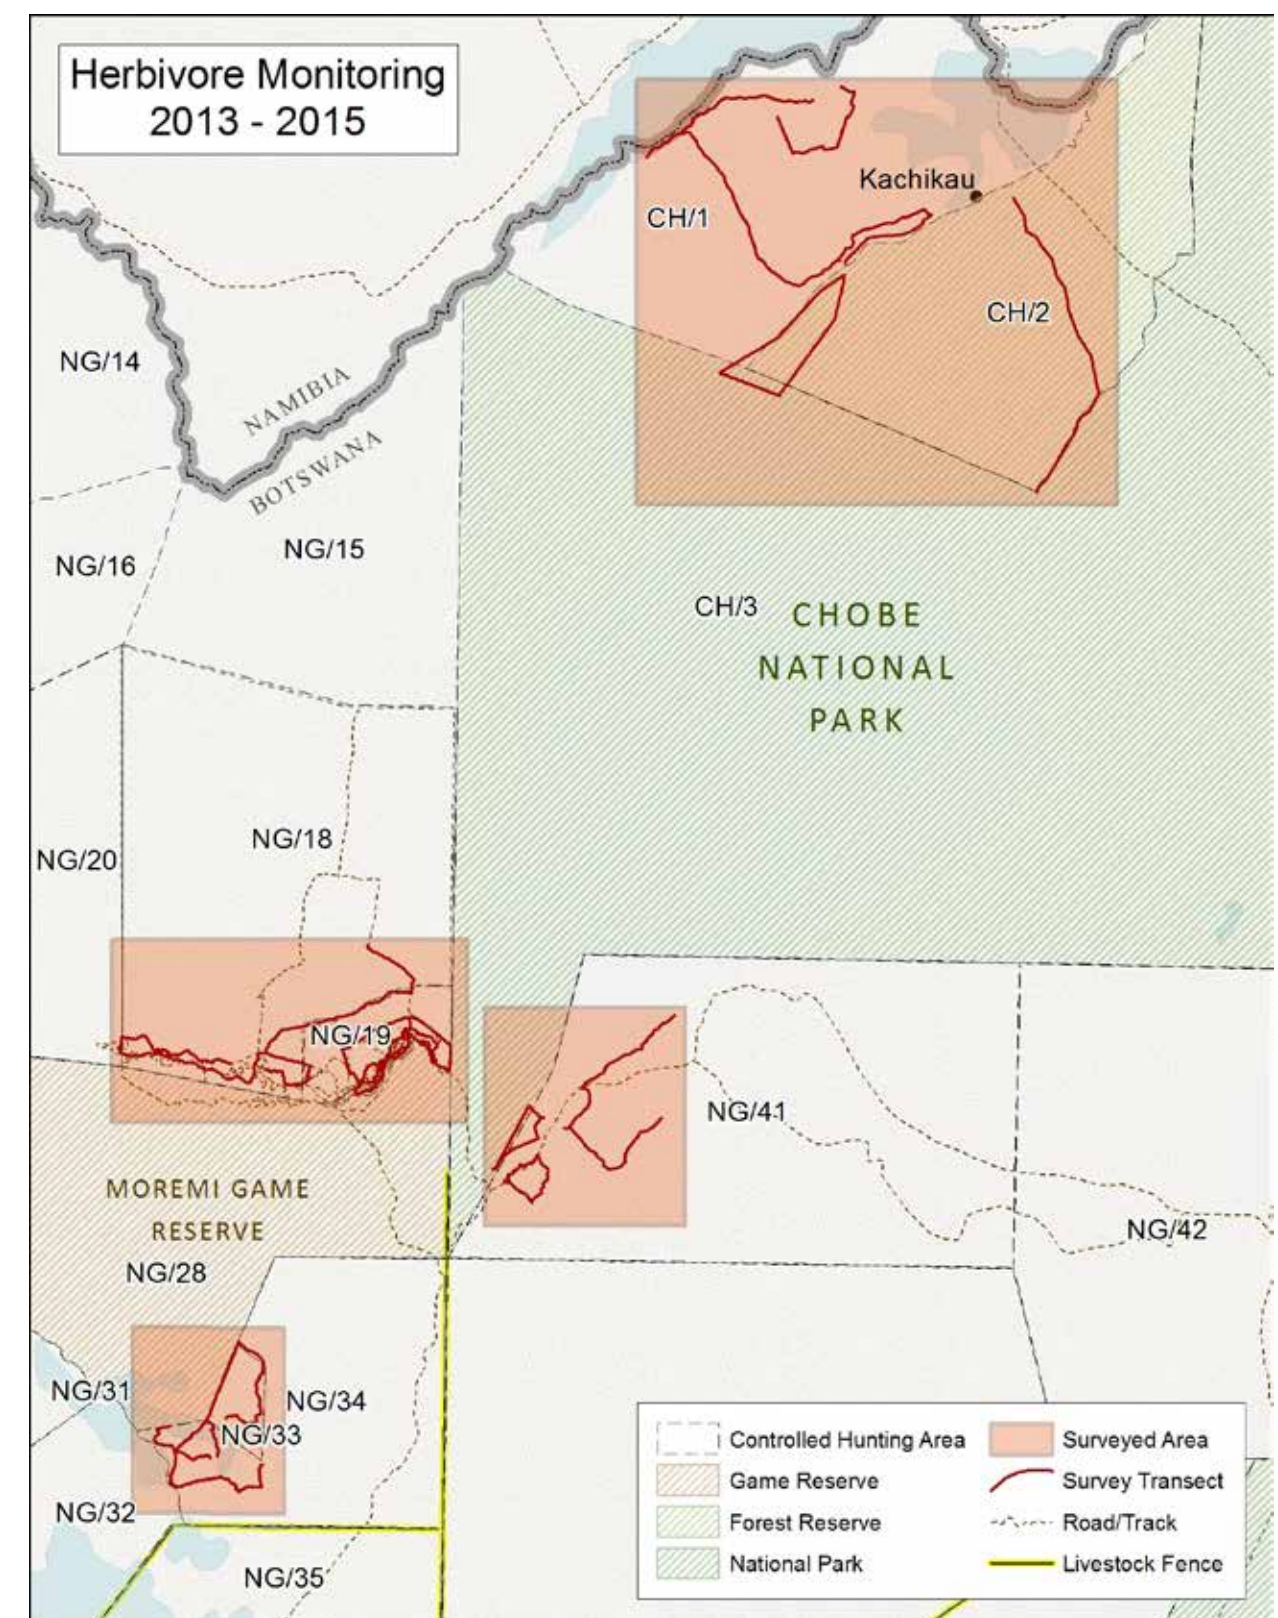 Herbivore Monitoring
2013 - 2015
Kachikau
CH/1
CH/2
NG/14
NAMIBIA
BOTSWANA
NG/15
NG/16
CH/3
CHOBE
NATIONAL
PARK
NG/18
NG/20
NG/19
NG/41
MOREMI GAME
RESERVE
NG/42
NG/28
NG/31
NG/34
NG/33
NG/32
NG/35
Controlled Hunting Area
Game Reserve
Forest Reserve
National Park
Surveyed Area
Survey Transect
Road/Track
Livestock Fence